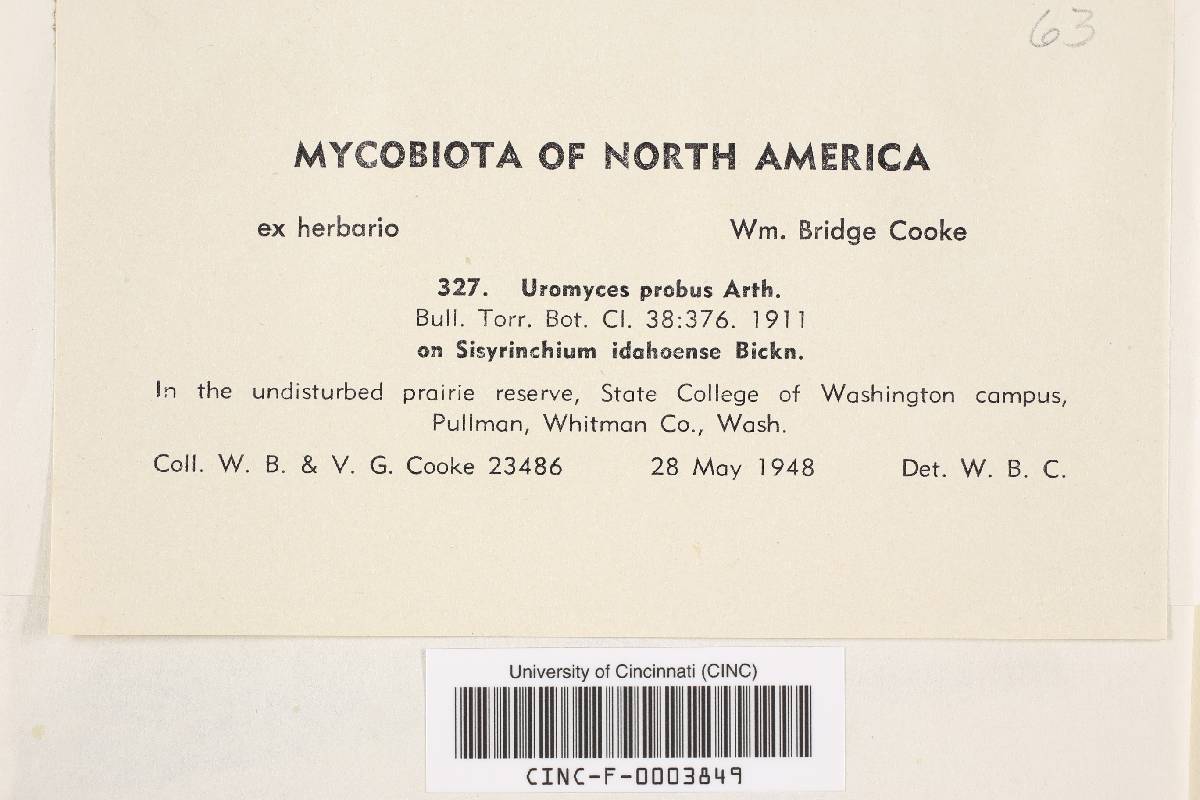 63
MYCOBIOTA OF NORTH AMERICA
ex herbario Wm. Bridge Cooke
327. Uromyces probus Arth.
Bull. Torr. Bot. Cl. 38:376. 1911
on Sisyrinchium idahoense Bickn.
In the undisturbed prairie reserve, State College of Washington campus,
Pullman, Whitman Co., Wash.
Coll. W. B. & V. G. Cooke 23486 28 May 1948 Det. W. B. C.
University of Cincinnati (CINC)
CINC-F-0003849